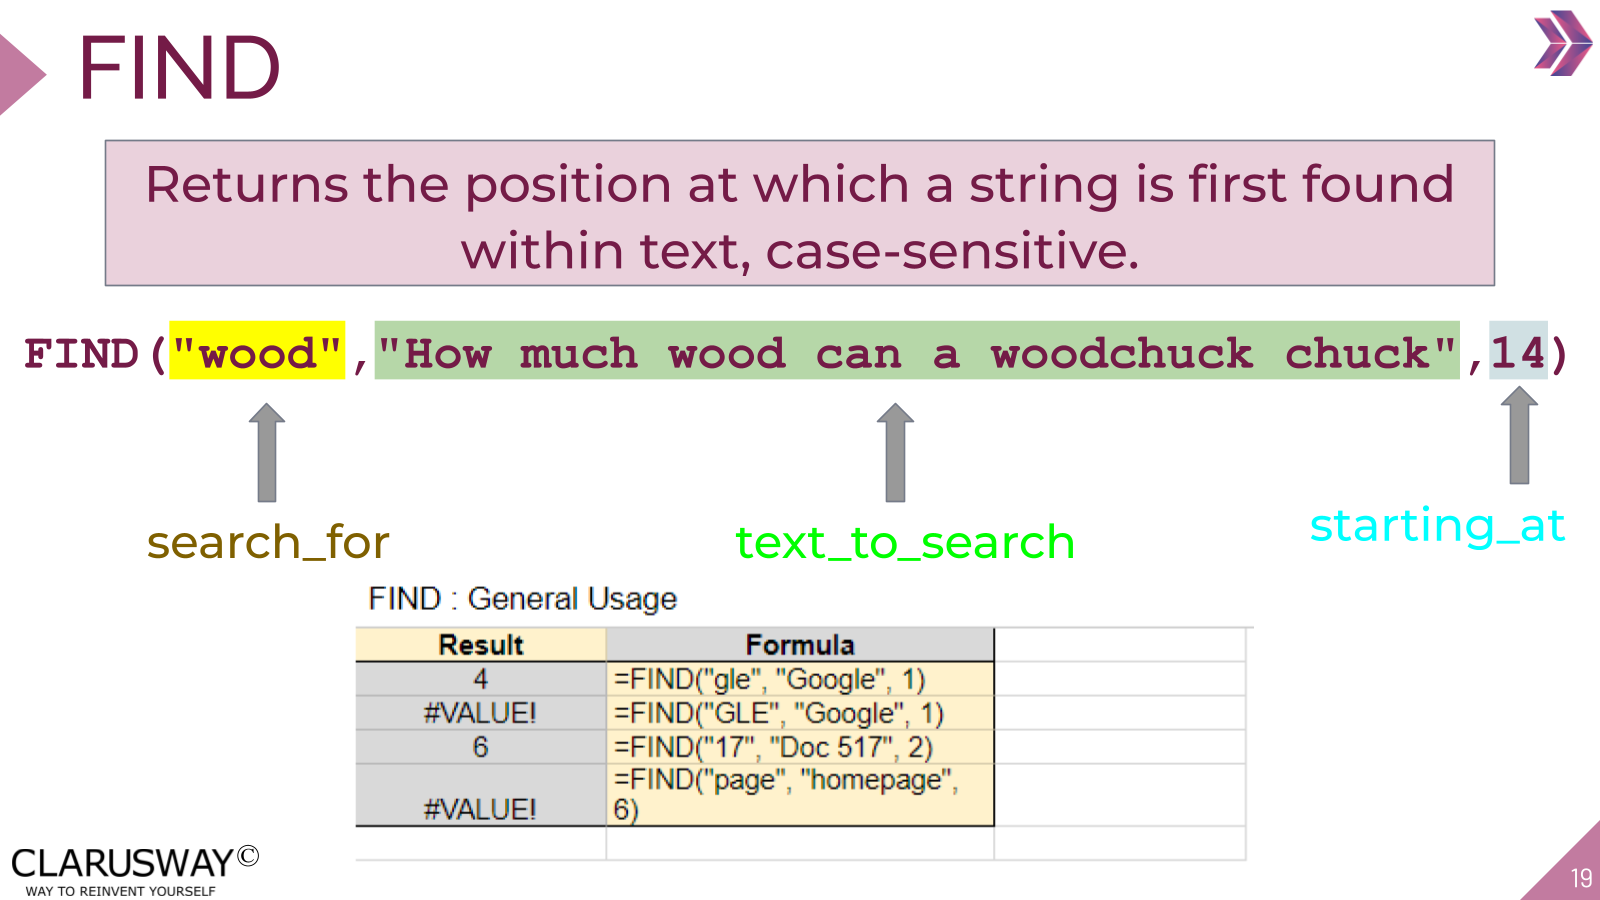 FIND
Returns the position at which a string is first found
within text, case-sensitive.
FIND("wood","How much wood can a woodchuck chuck",14)
search_for
text_to_search
starting_at
FIND : General Usage
Result Formula
4 =FIND("gle", "Google", 1)
#VALUE! =FIND("GLE", "Google", 1)
6 =FIND("17", "Doc 517", 2)
=FIND("page", "homepage",
#VALUE! 6)
CLARUSWAY©
WAY TO REINVENT YOURSELF
19